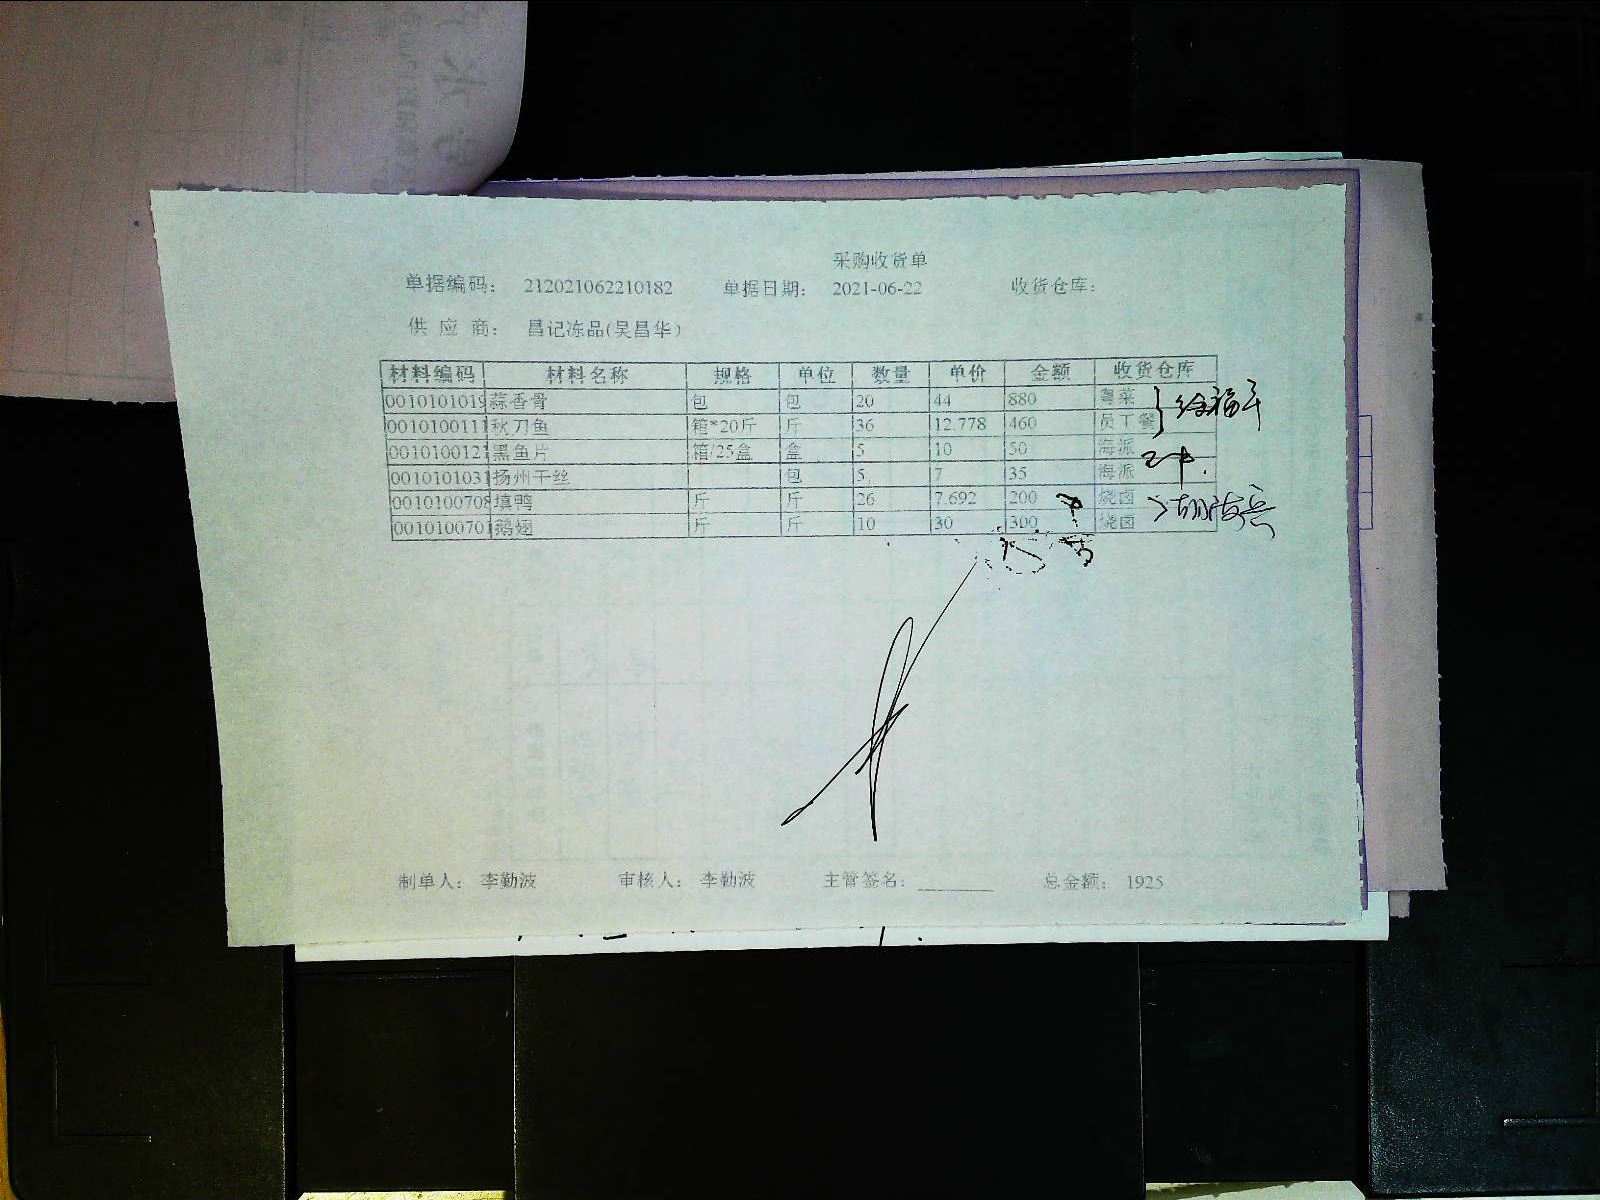 采购收货单
单据编码： 212021062210182 单据日期： 2021-06-22 收货仓库：
供 应 商： 昌记冻品(吴昌华)
材料编码 材料名称 规格 单位 数量 单价 金额 收货仓库
0010101019 蒜香骨 包 包 20 44 880 粤菜
0010100111 秋刀鱼 箱*20斤 斤 36 12.778 460 员工餐
0010100121 黑鱼片 箱/25盒 盒 5 10 50 海派
0010101031 扬州干丝 包 5 7 35 海派
0010100708 填鸭 斤 斤 26 7.692 200 烧卤
0010100701 鹅翅 斤 斤 10 30 300 烧卤
制单人： 李勤波 审核人： 李勤波 主管签名： 总金额： 1925